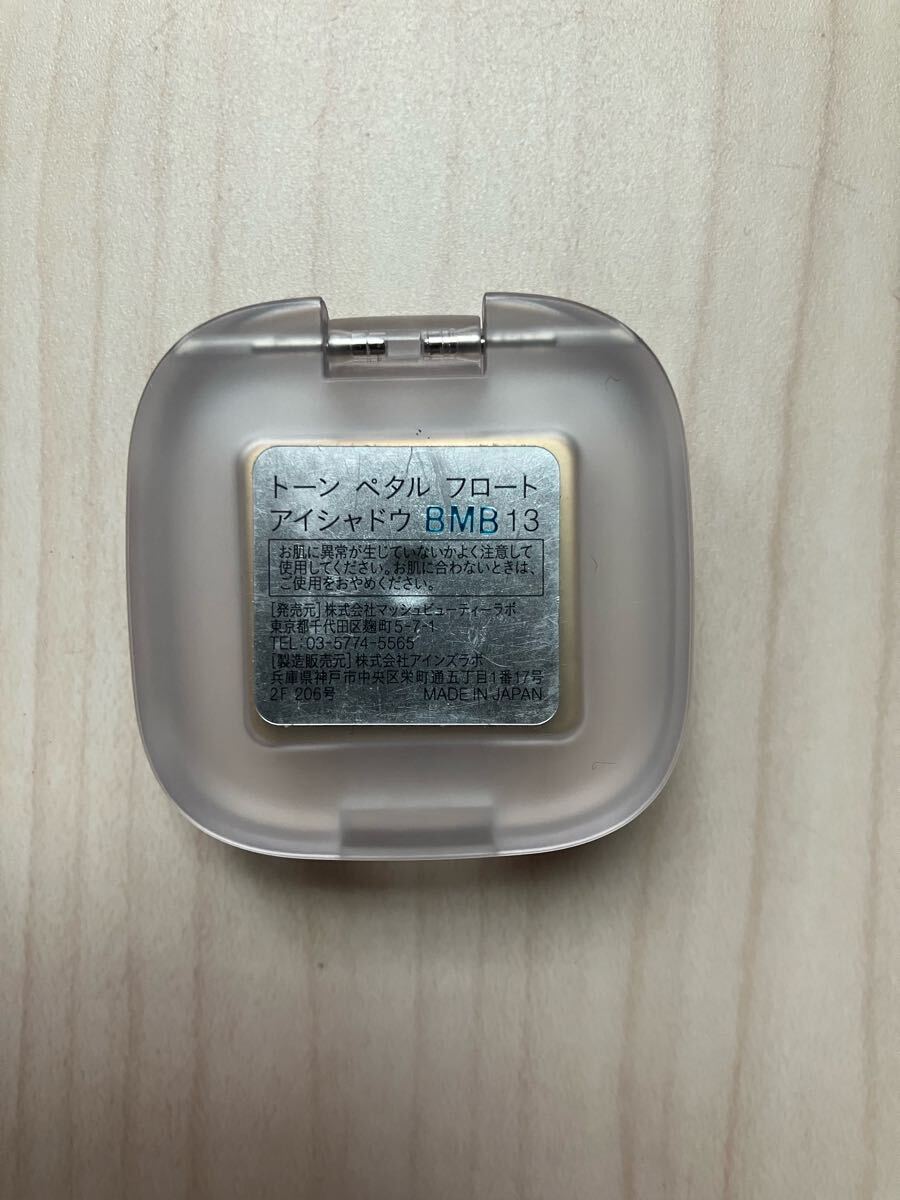 トーン ペタル フロート
アイシャドウ BMB 13
お肌に異常が生じていないかよく注意して
使用してください。お肌に合わないときは、
ご使用をおやめください。
[発売元] 株式会社マッシュビューティーラボ
東京都千代田区麹町5-7-1
TEL:03-5774-5565
[製造販売元] 株式会社アインズラボ
兵庫県神戸市中央区栄町通五丁目1番17号
2F 206号 MADE IN JAPAN